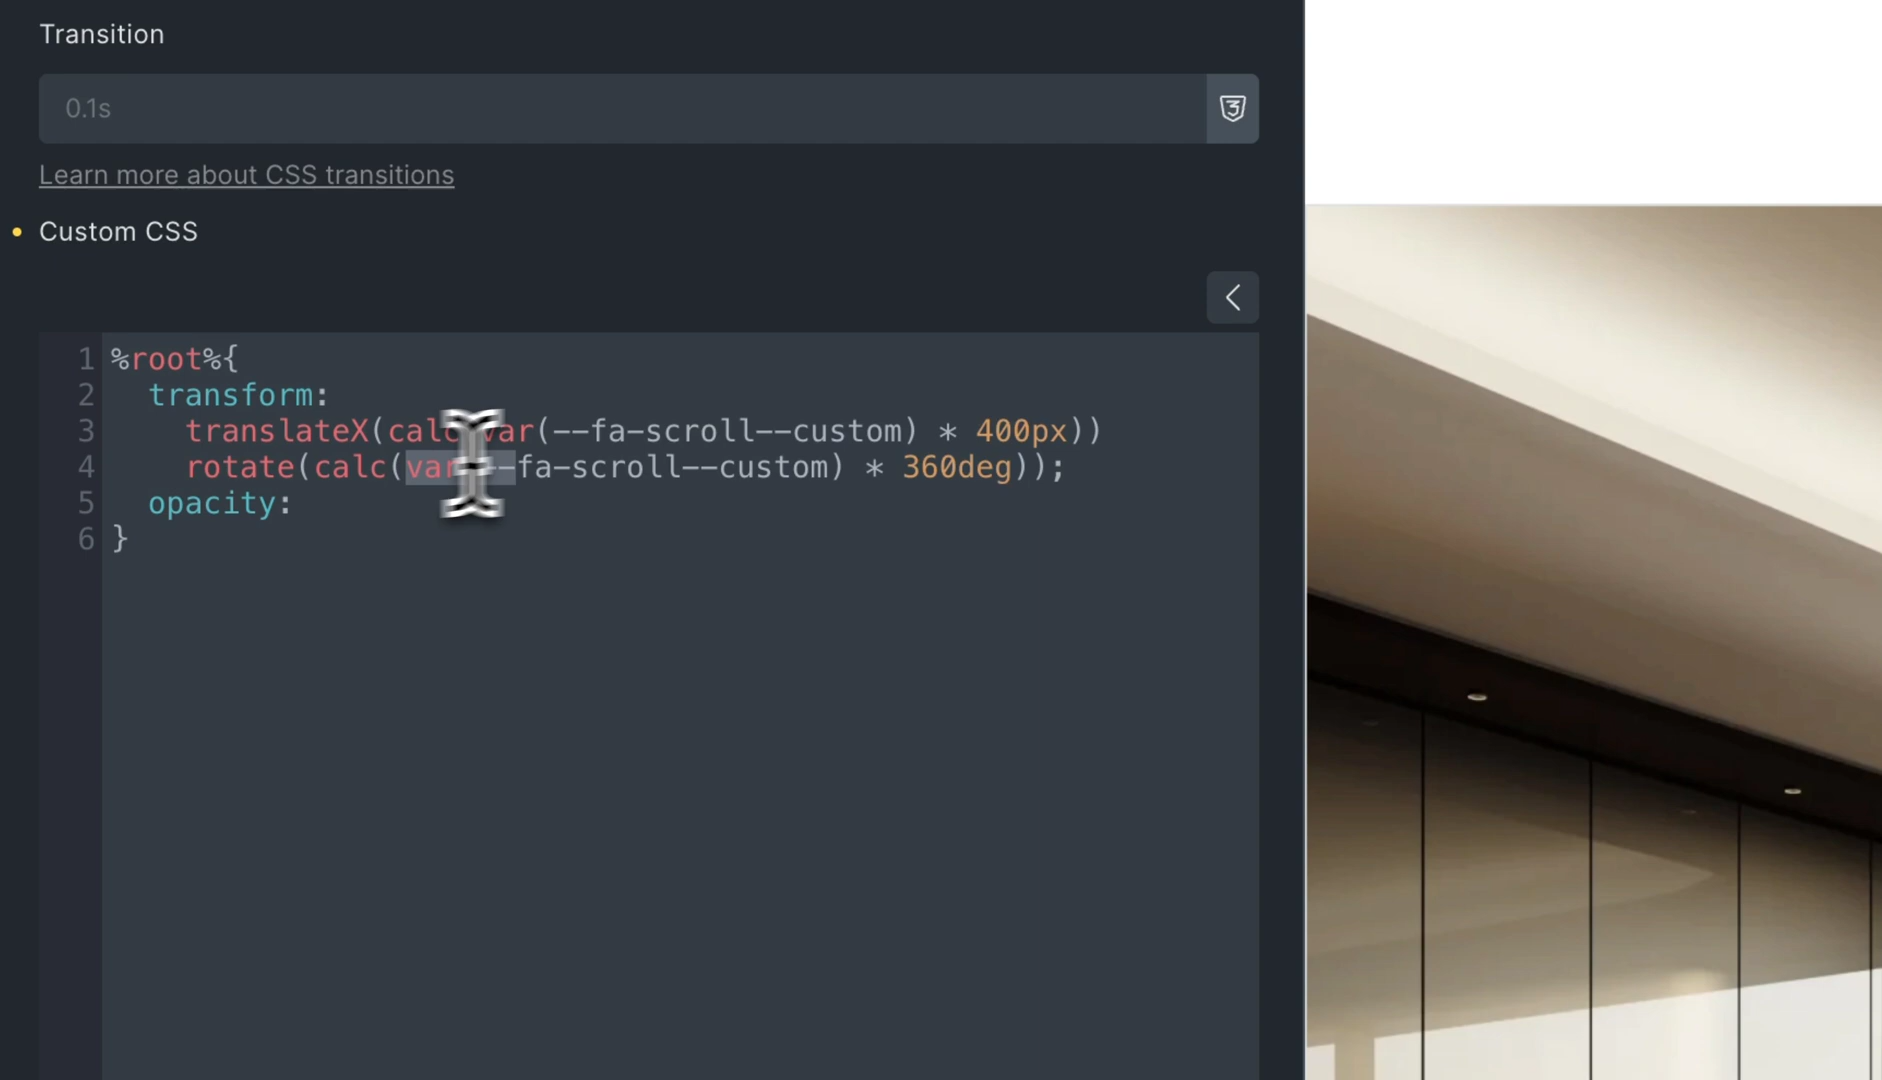 Transition
0.1s
Learn more about CSS transitions
Custom CSS
1 %root%{
2 transform:
3 translateX(calc(var(--fa-scroll--custom) * 400px))
4 rotate(calc(var(--fa-scroll--custom) * 360deg));
5 opacity:
6 }